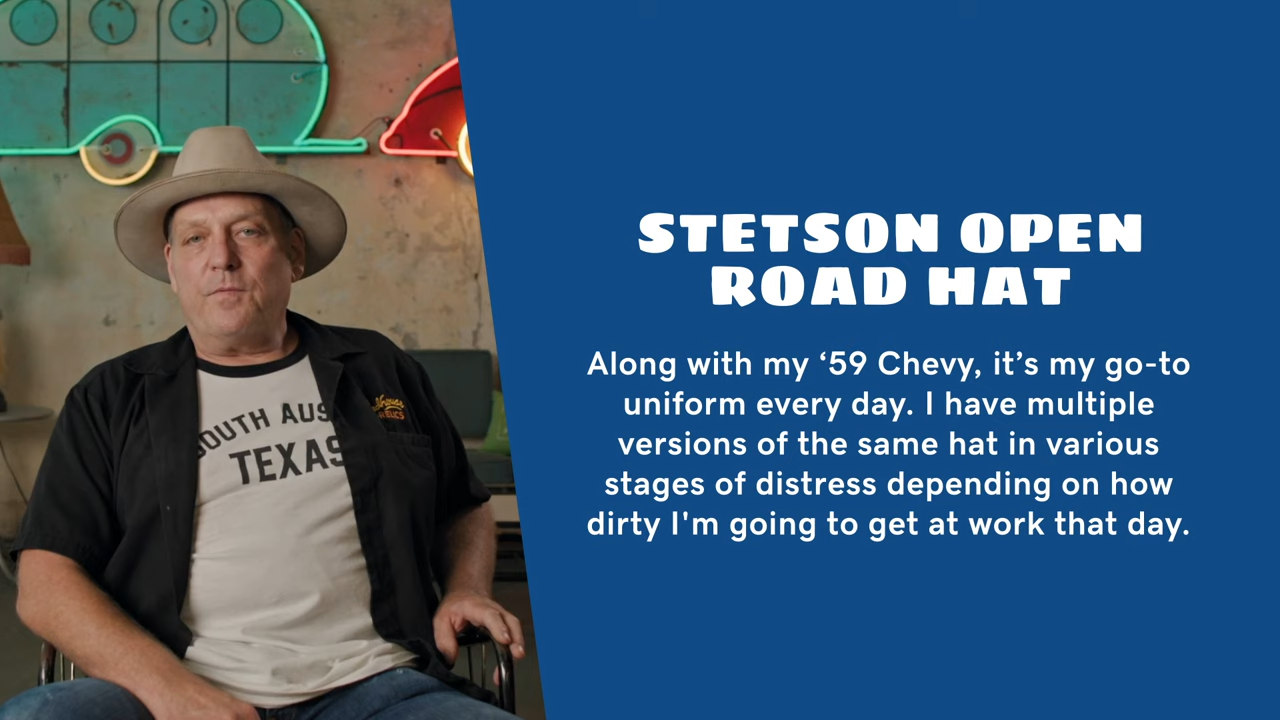 SOUTH AUS
TEXAS
STETSON OPEN
ROAD HAT
Along with my ‘59 Chevy, it’s my go-to
uniform every day. I have multiple
versions of the same hat in various
stages of distress depending on how
dirty I'm going to get at work that day.